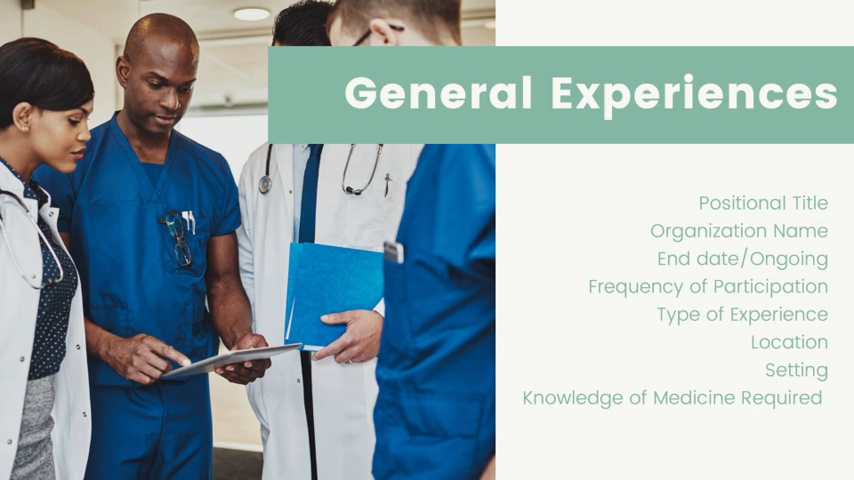 General Experiences
Positional Title
Organization Name
End date/Ongoing
Frequency of Participation
Type of Experience
Location
Setting
Knowledge of Medicine Required